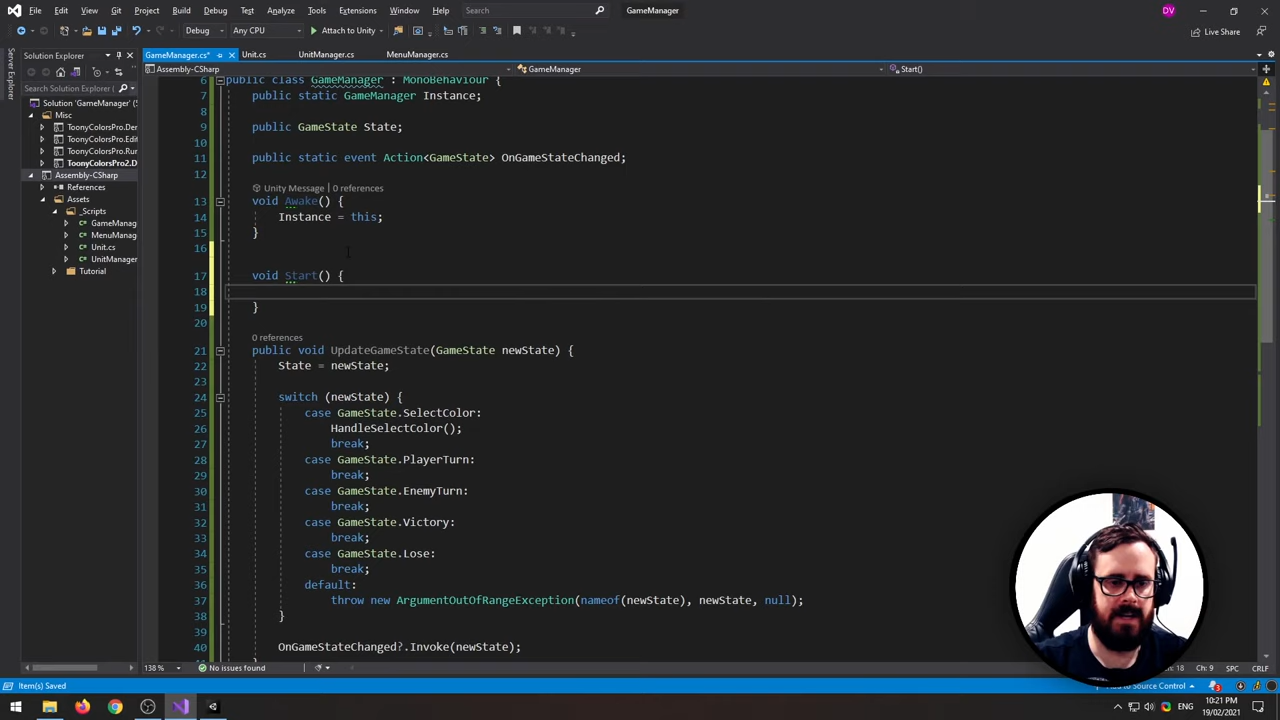 File Edit View Git Project Build Debug Test Analyze Tools Extensions Window Help Search GameManager DV
Debug Any CPU Attach to Unity Live Share
Server Explorer
Solution Explorer
Search Solution Explorer
Solution 'GameManager' (5
Misc
ToonyColorsPro.Der
ToonyColorsPro.Edit
ToonyColorsPro.Run
ToonyColorsPro2.D
Assembly-CSharp
References
Assets
_Scripts
GameManag
MenuManag
Unit.cs
UnitManager
Tutorial
GameManager.cs* Unit.cs UnitManager.cs MenuManager.cs
Assembly-CSharp GameManager Start()
6 public class GameManager : MonoBehaviour {
7 public static GameManager Instance;
8
9 public GameState State;
10
11 public static event Action<GameState> OnGameStateChanged;
12
Unity Message | 0 references
13 void Awake() {
14 Instance = this;
15 }
16
17 void Start() {
18
19 }
20
0 references
21 public void UpdateGameState(GameState newState) {
22 State = newState;
23
24 switch (newState) {
25 case GameState.SelectColor:
26 HandleSelectColor();
27 break;
28 case GameState.PlayerTurn:
29 break;
30 case GameState.EnemyTurn:
31 break;
32 case GameState.Victory:
33 break;
34 case GameState.Lose:
35 break;
36 default:
37 throw new ArgumentOutOfRangeException(nameof(newState), newState, null);
38 }
39
40 OnGameStateChanged?.Invoke(newState);
138 % No issues found Ln: 18 Ch: 9 SPC CRLF
Item(s) Saved Add to Source Control
ENG 10:21 PM
19/02/2021